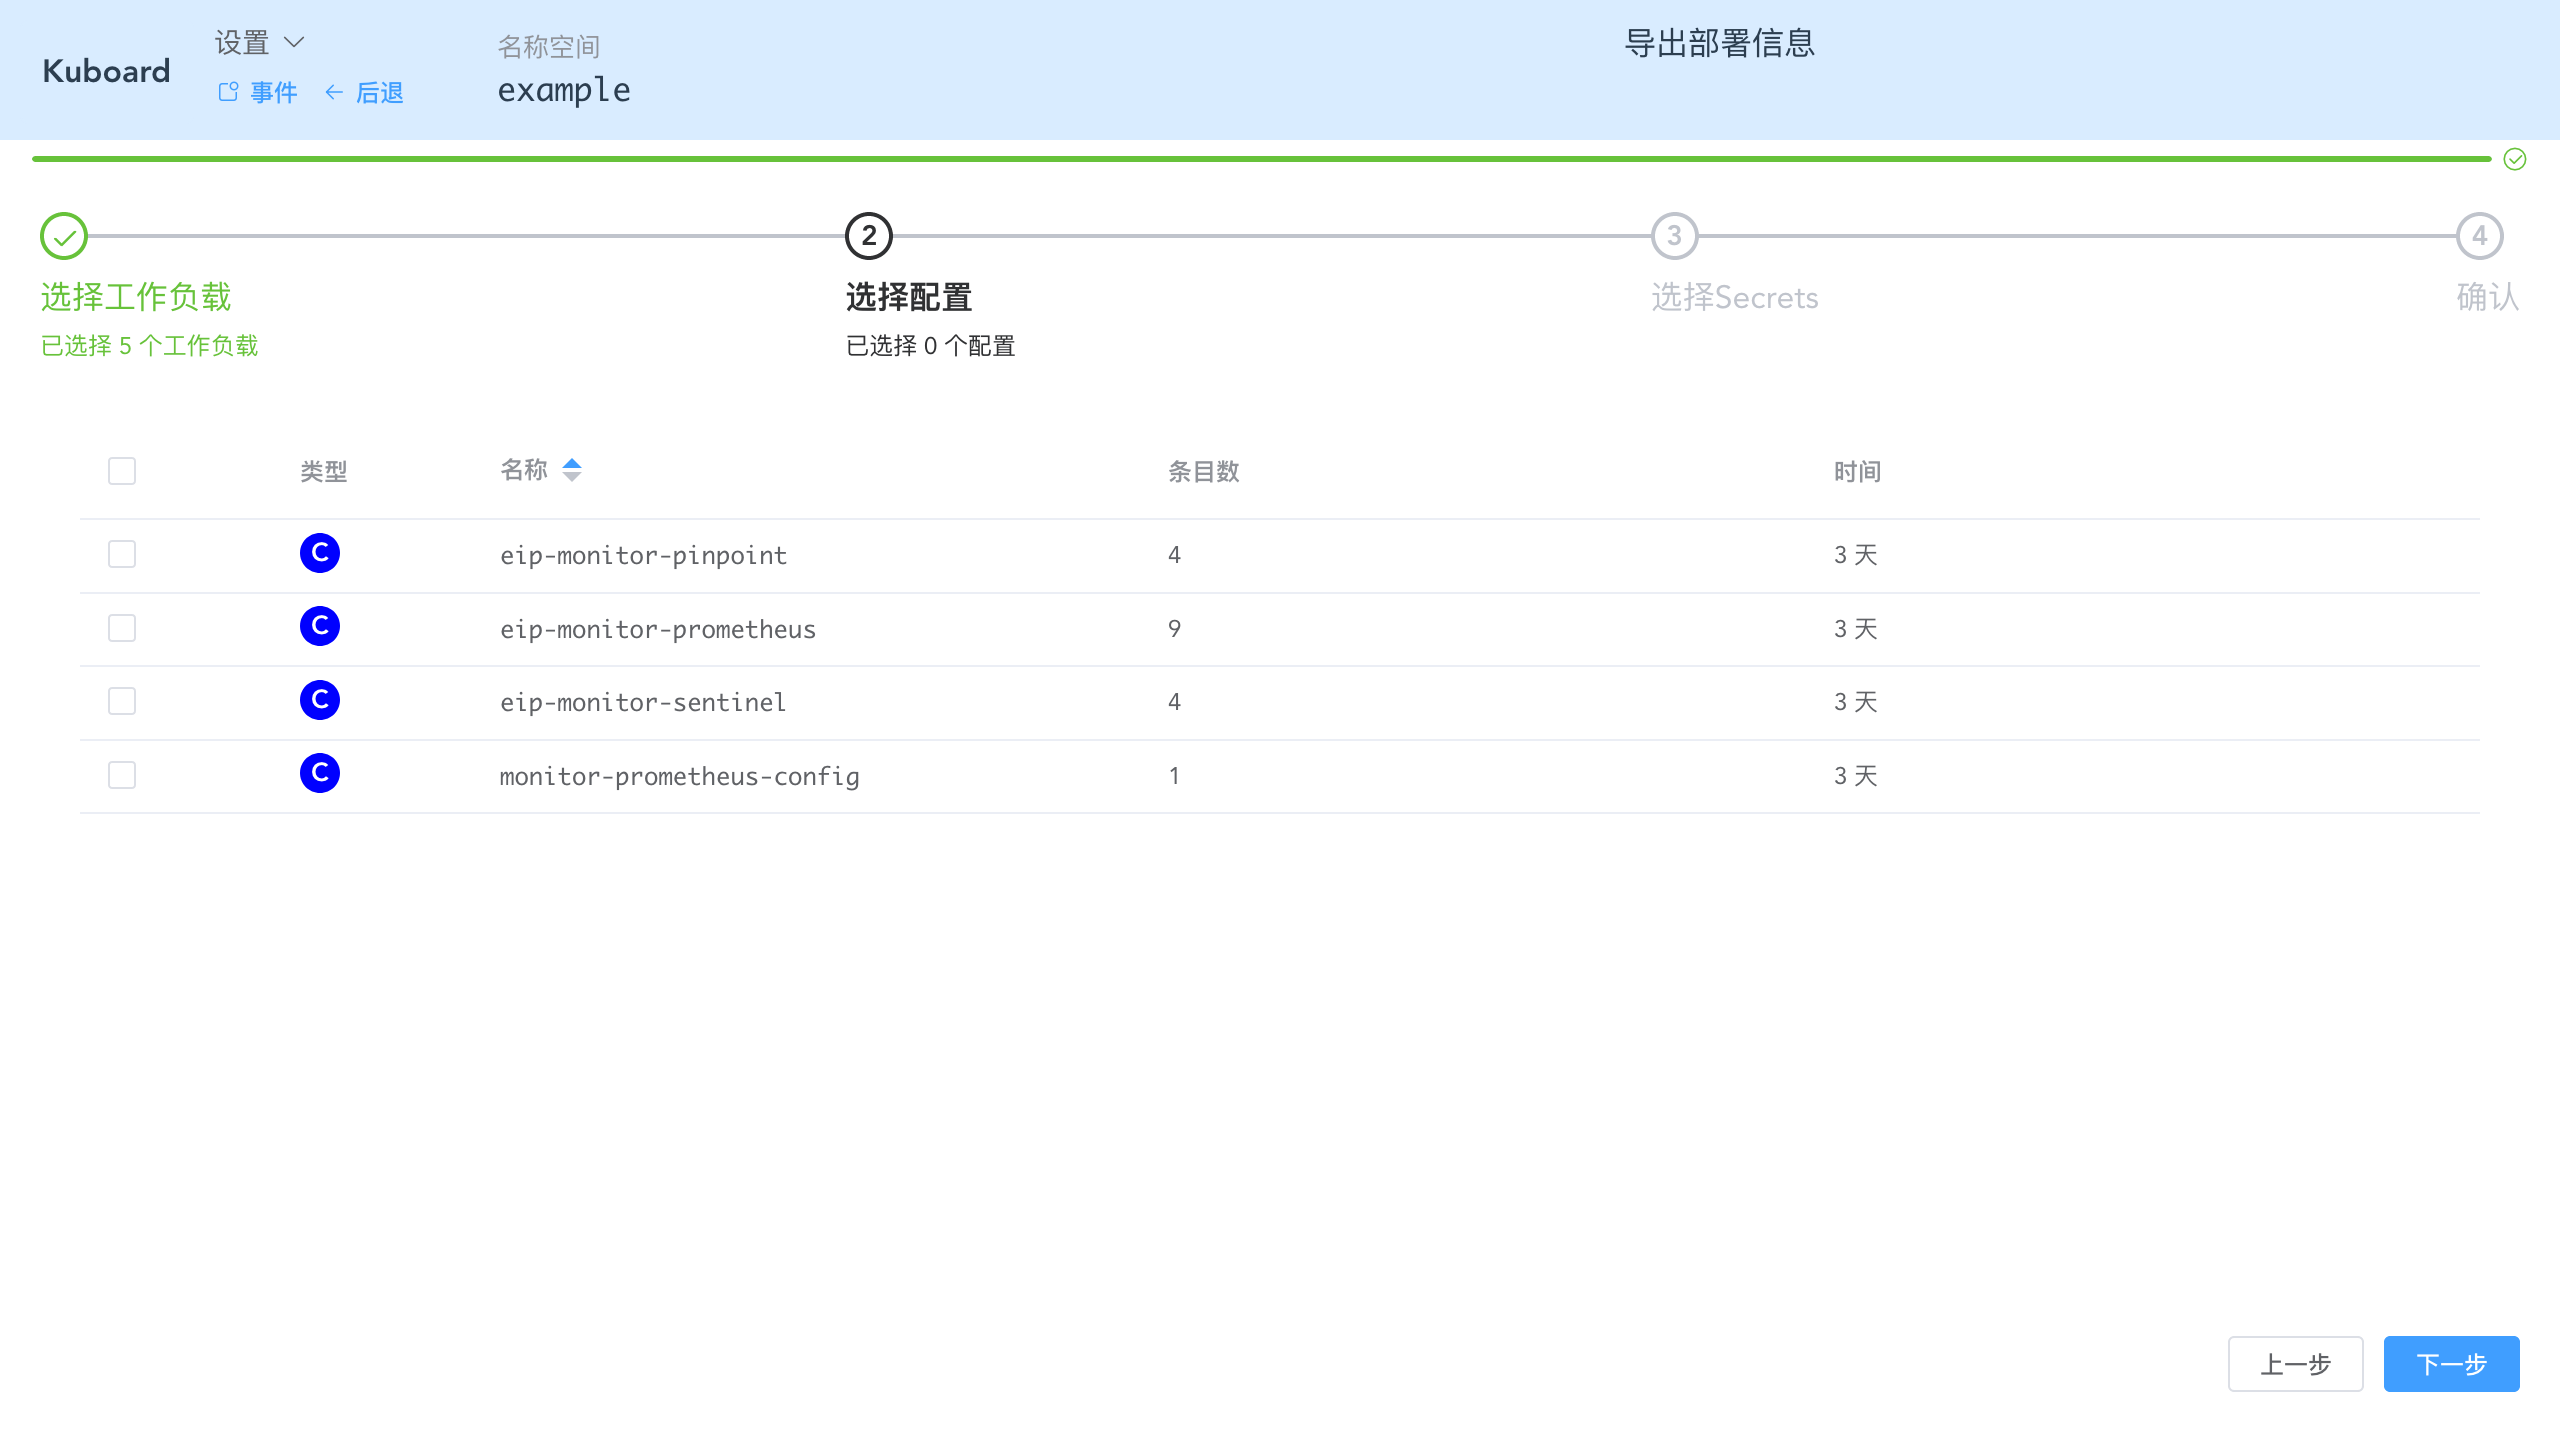 Kuboard
设置
事件
后退
名称空间
example
导出部署信息
2
3
4
选择工作负载
选择配置
选择Secrets
确认
已选择 5 个工作负载
已选择 0 个配置
类型 名称 条目数 时间
C eip-monitor-pinpoint 4 3 天
C eip-monitor-prometheus 9 3 天
C eip-monitor-sentinel 4 3 天
C monitor-prometheus-config 1 3 天
上一步
下一步